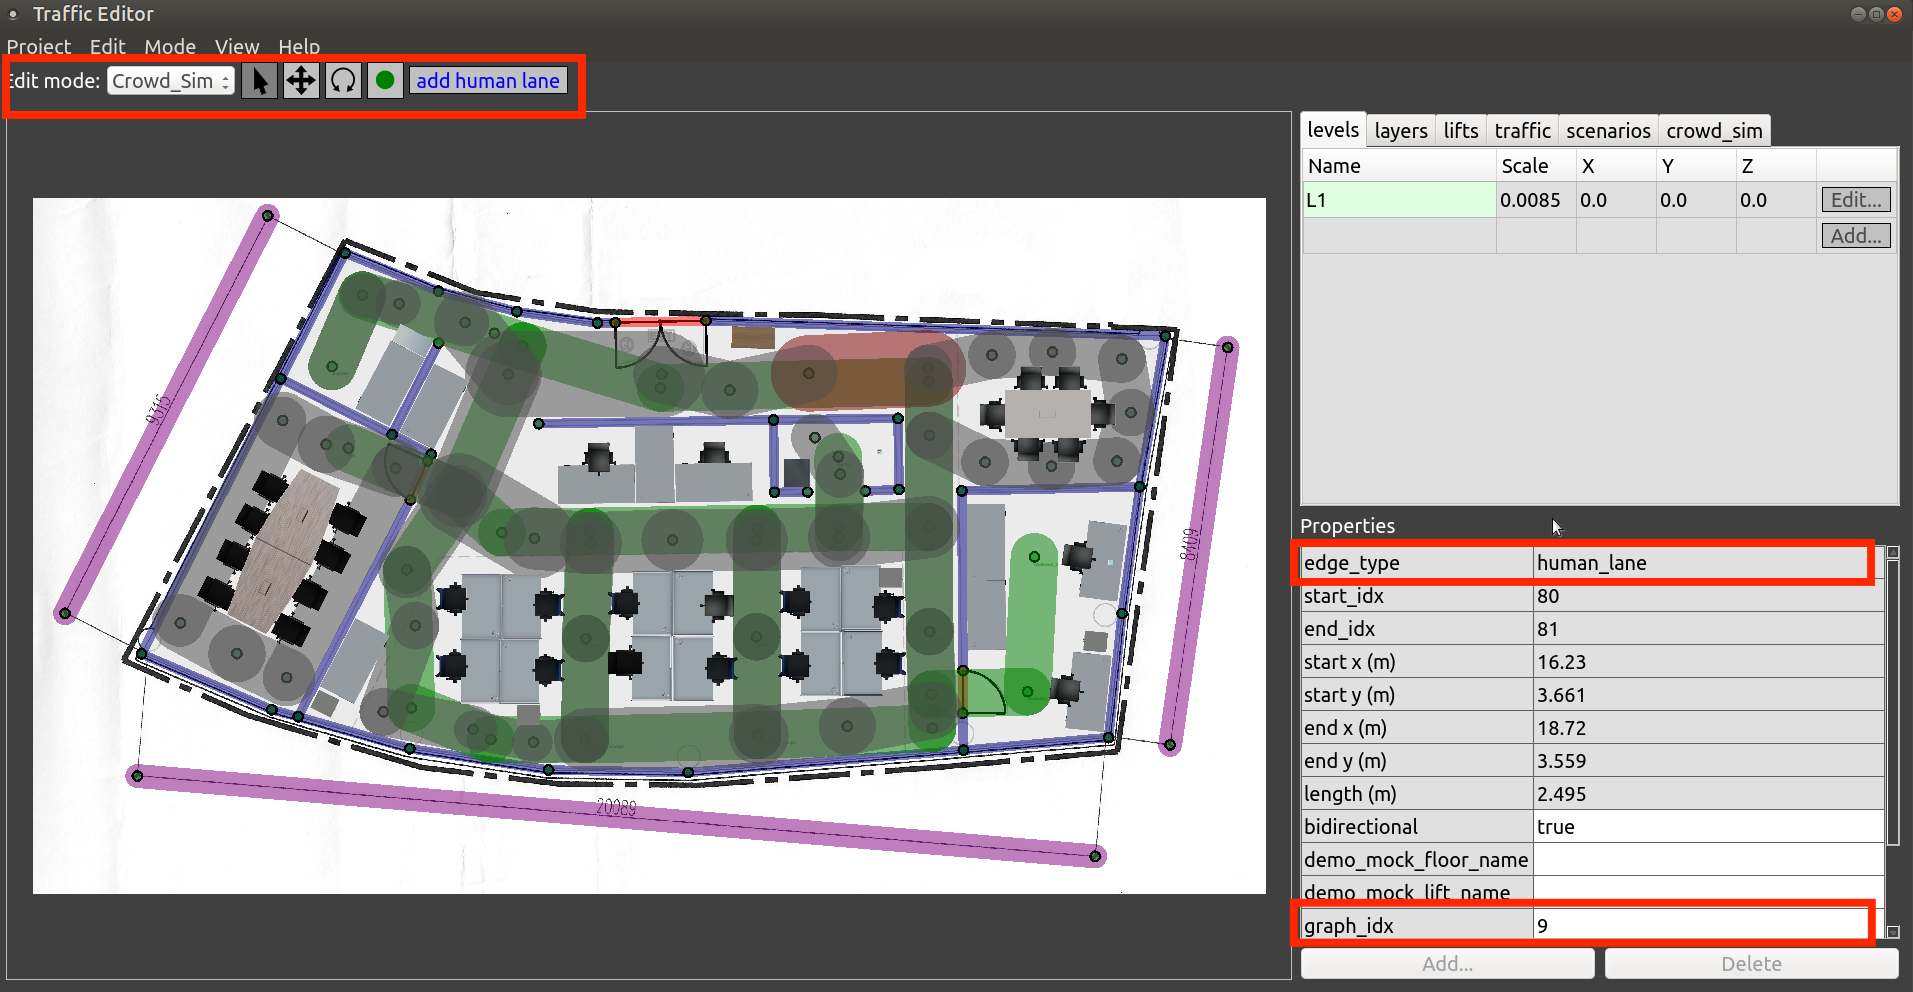 Traffic Editor
Project Edit Mode View Help
Edit mode: Crowd_Sim add human lane
levels layers lifts traffic scenarios crowd_sim
Name Scale X Y Z
L1 0.0085 0.0 0.0 0.0 Edit...
Add...
9315
8409
20089
Properties
edge_type human_lane
start_idx 80
end_idx 81
start x (m) 16.23
start y (m) 3.661
end x (m) 18.72
end y (m) 3.559
length (m) 2.495
bidirectional true
demo_mock_floor_name
demo_mock_lift_name
graph_idx 9
Add... Delete